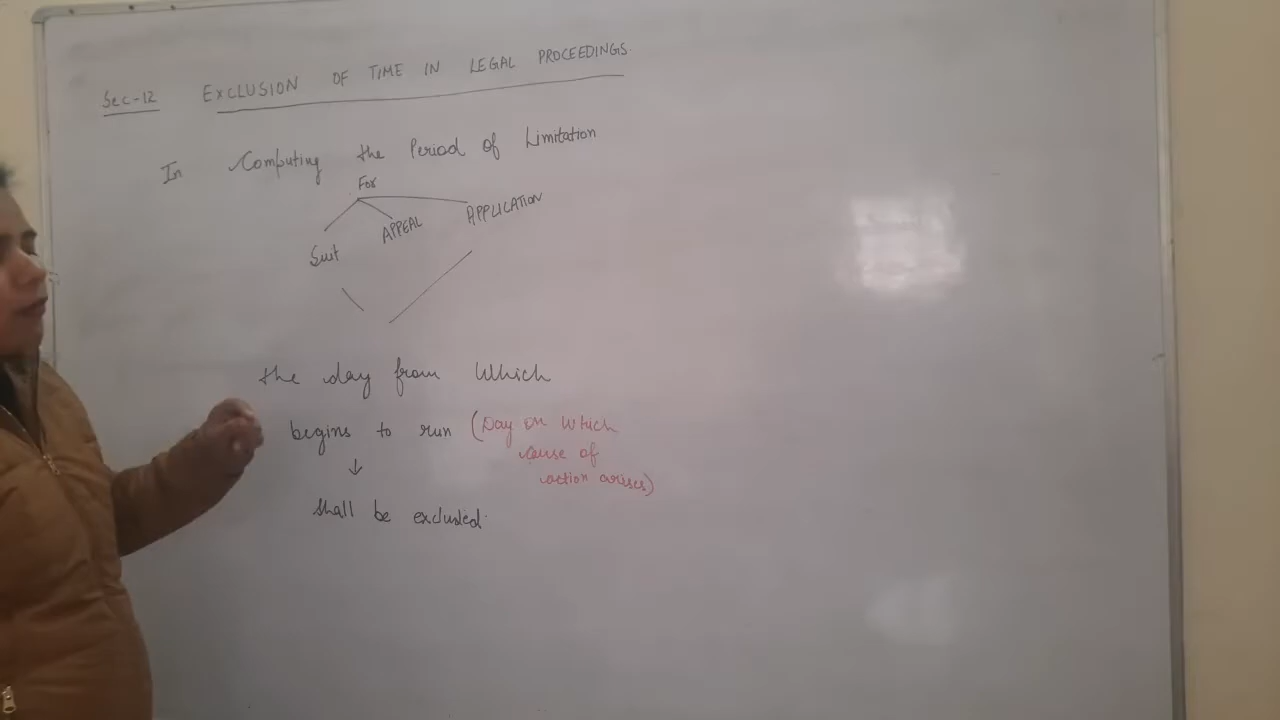 Sec-12 EXCLUSION OF TIME IN LEGAL PROCEEDINGS.
In Computing the Period of Limitation
For
Suit APPEAL APPLICATION
the day from Which
begins to run (Day on Which
cause of
action arises)
shall be excluded.